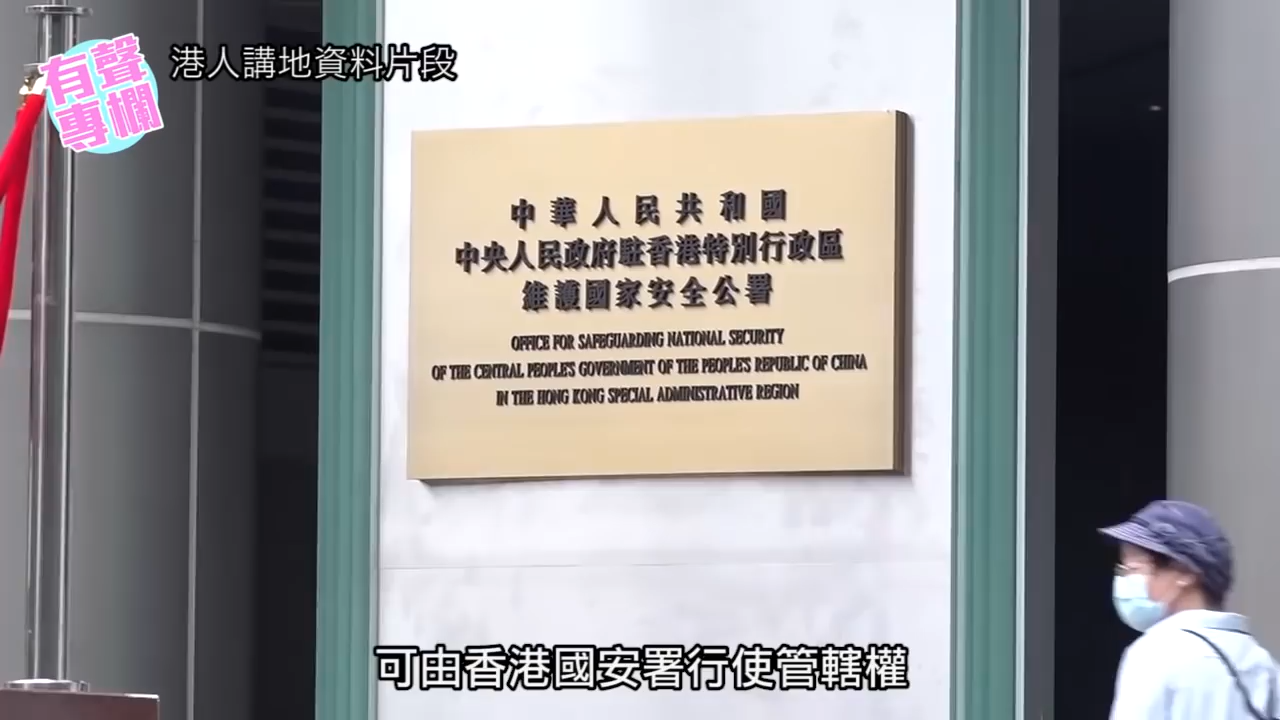 有聲
專欄
港人講地資料片段
中華人民共和國
中央人民政府駐香港特別行政區
維護國家安全公署
OFFICE FOR SAFEGUARDING NATIONAL SECURITY
OF THE CENTRAL PEOPLE'S GOVERNMENT OF THE PEOPLE'S REPUBLIC OF CHINA
IN THE HONG KONG SPECIAL ADMINISTRATIVE REGION
可由香港國安署行使管轄權